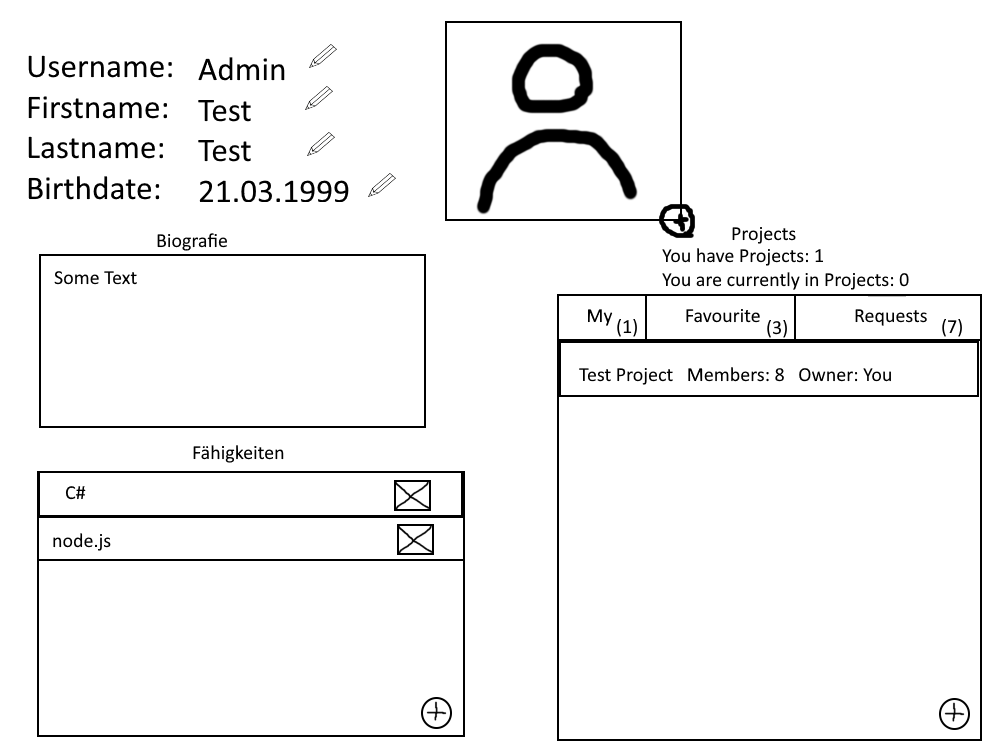 Username: Admin
Firstname: Test
Lastname: Test
Birthdate: 21.03.1999
Biografie
Some Text
Fähigkeiten
C#
node.js
Projects
You have Projects: 1
You are currently in Projects: 0
My (1) Favourite (3) Requests (7)
Test Project Members: 8 Owner: You